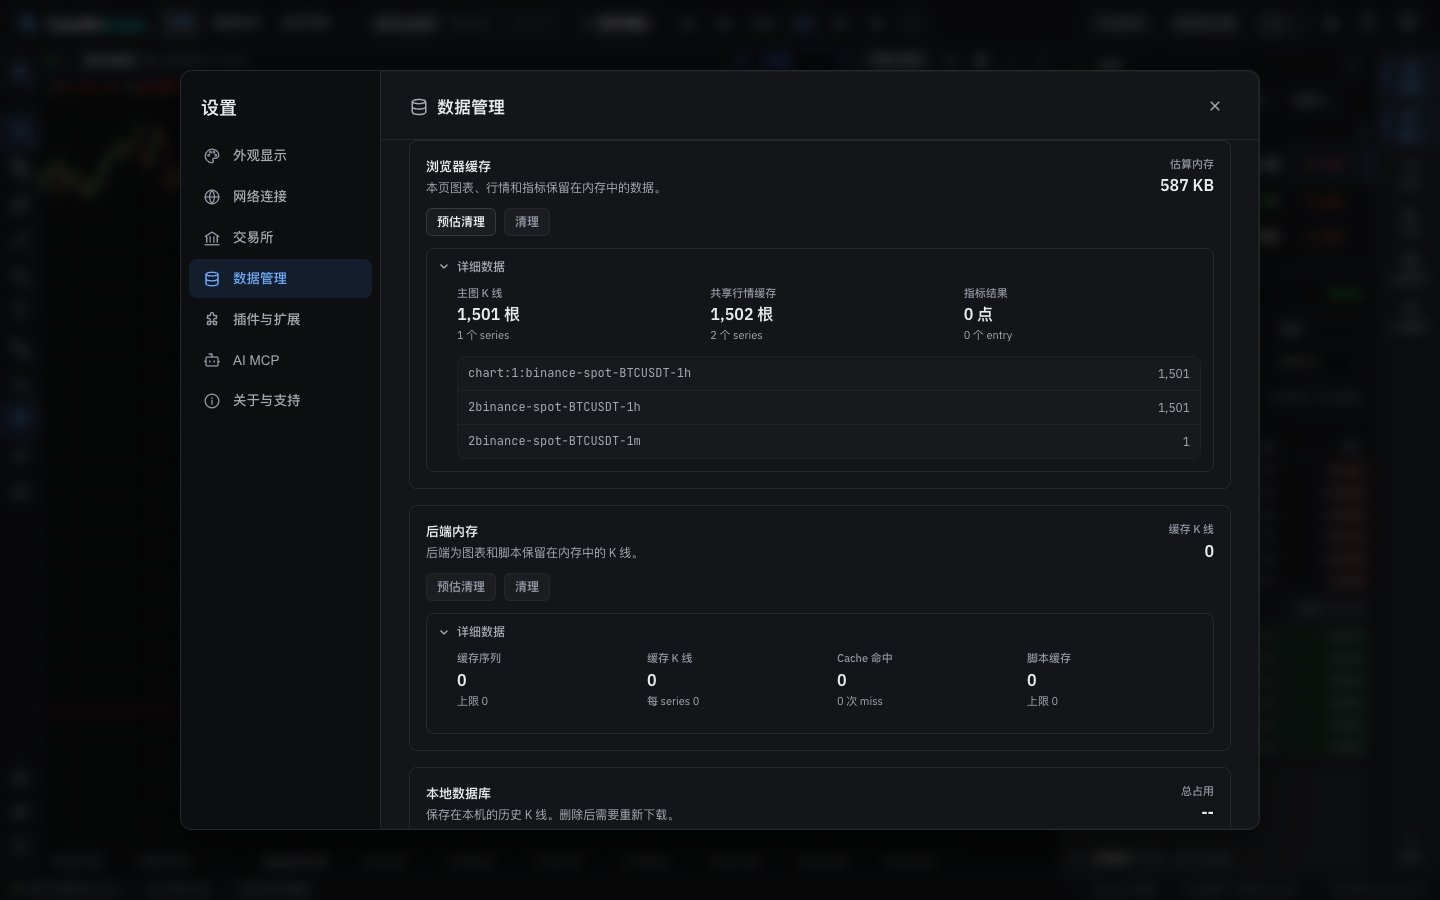 设置
外观显示
网络连接
交易所
数据管理
插件与扩展
AI MCP
关于与支持
数据管理
浏览器缓存
本页图表、行情和指标保留在内存中的数据。
估算内存
587 KB
预估清理
清理
详细数据
主图 K 线
共享行情缓存
指标结果
1,501 根
1,502 根
0 点
1 个 series
2 个 series
0 个 entry
chart:1:binance-spot-BTCUSDT-1h 1,501
2binance-spot-BTCUSDT-1h 1,501
2binance-spot-BTCUSDT-1m 1
后端内存
后端为图表和脚本保留在内存中的 K 线。
缓存 K 线
0
预估清理
清理
详细数据
缓存序列
缓存 K 线
Cache 命中
脚本缓存
0
0
0
0
上限 0
每 series 0
0 次 miss
上限 0
本地数据库
保存在本机的历史 K 线。删除后需要重新下载。
总占用
--